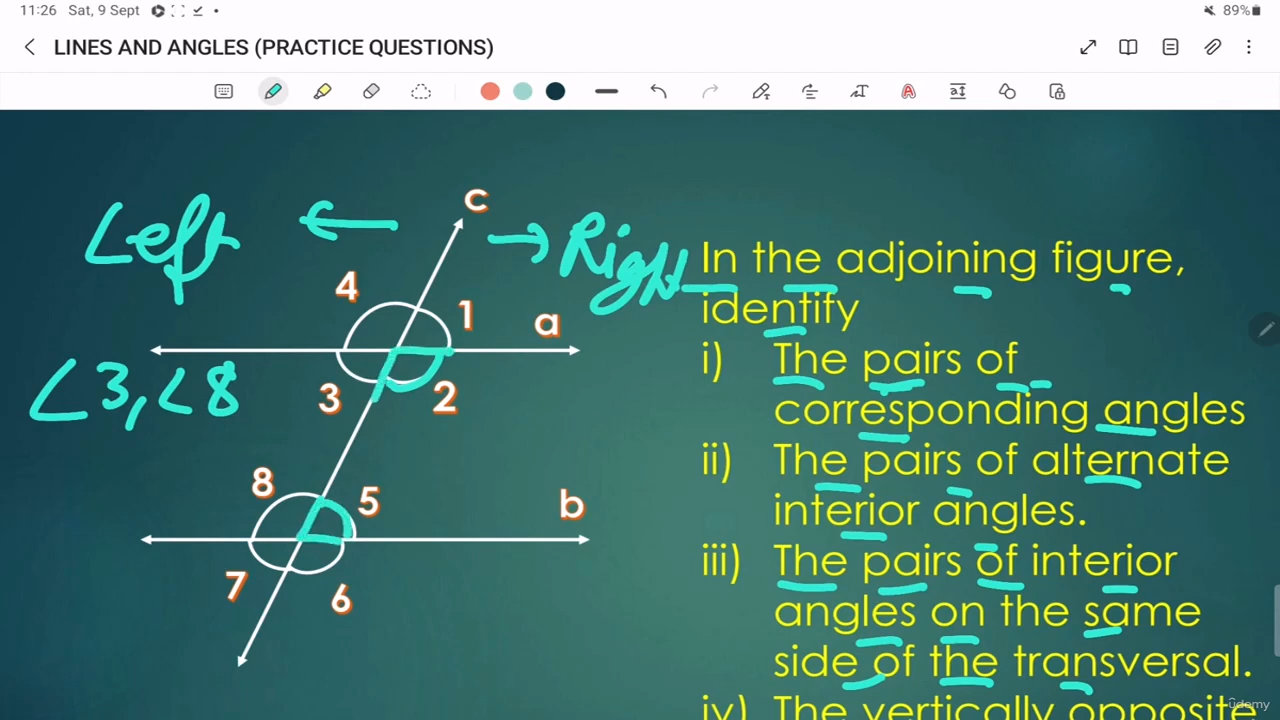 11:26 Sat, 9 Sept
89%
LINES AND ANGLES (PRACTICE QUESTIONS)
c
Left
Right
4
1
a
3
2
∠3, ∠8
8
5
b
7
6
In the adjoining figure,
identify
i) The pairs of
corresponding angles
ii) The pairs of alternate
interior angles.
iii) The pairs of interior
angles on the same
side of the transversal.
iv) The vertically opposite
ûdemy